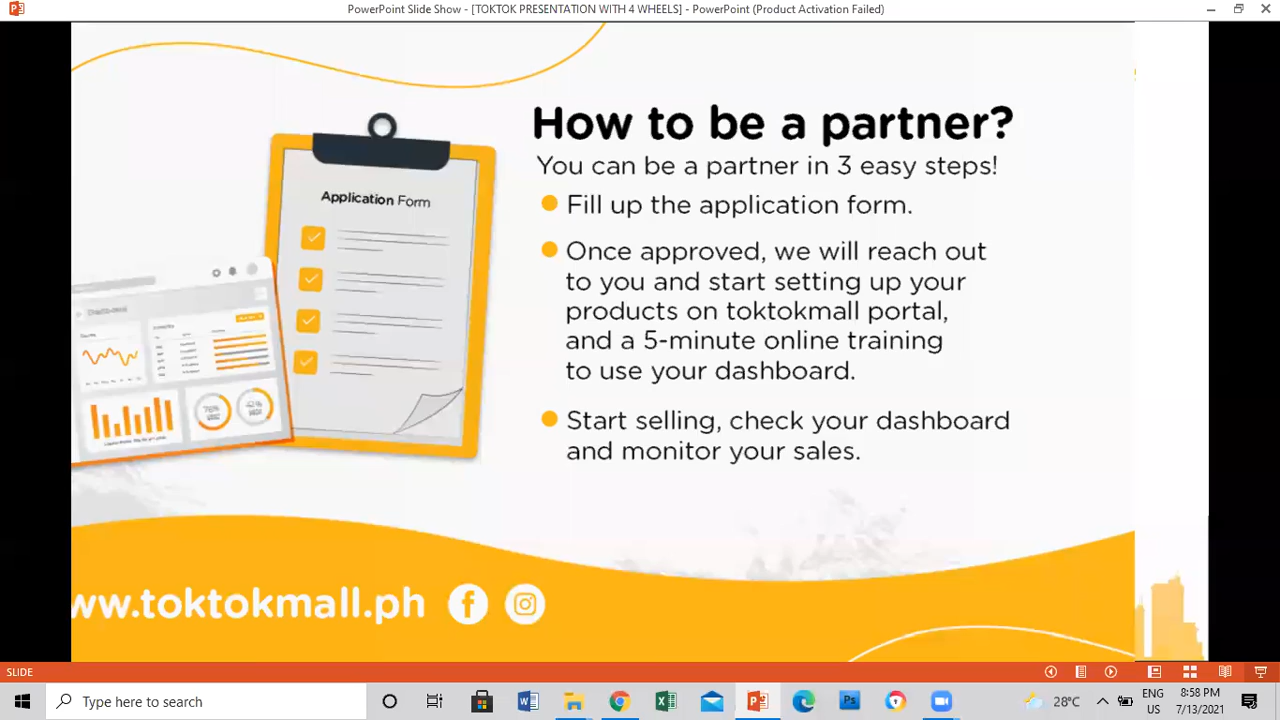 PowerPoint Slide Show - [TOKTOK PRESENTATION WITH 4 WHEELS] - PowerPoint (Product Activation Failed)
How to be a partner?
You can be a partner in 3 easy steps!
Fill up the application form.
Once approved, we will reach out
to you and start setting up your
products on toktokmall portal,
and a 5-minute online training
to use your dashboard.
Start selling, check your dashboard
and monitor your sales.
Application Form
ww.toktokmall.ph
SLIDE
Type here to search
28°C
ENG
US
8:58 PM
7/13/2021